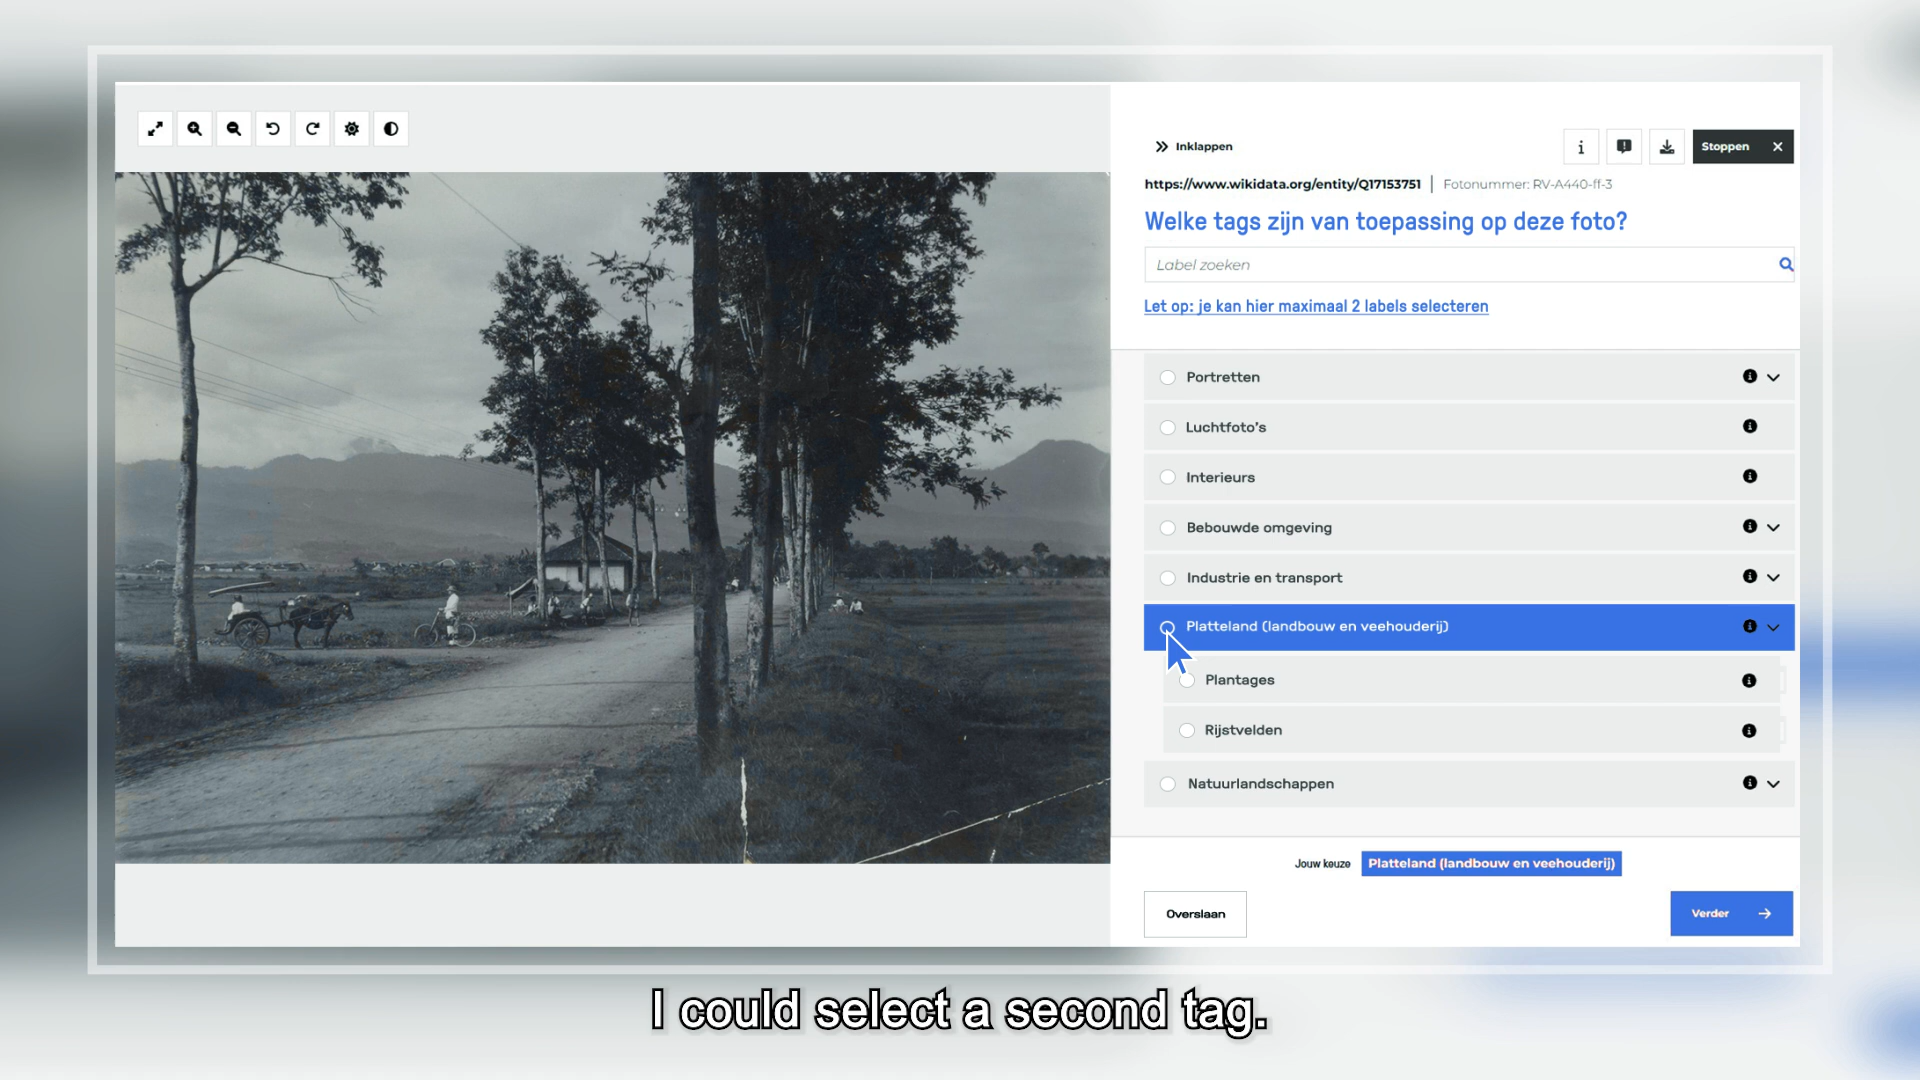 Inklappen
Stoppen
https://www.wikidata.org/entity/Q17153751 | Fotonummer: RV-A440-ff-3
Welke tags zijn van toepassing op deze foto?
Label zoeken
Let op: je kan hier maximaal 2 labels selecteren
Portretten
Luchtfoto's
Interieurs
Bebouwde omgeving
Industrie en transport
Platteland (landbouw en veehouderij)
Plantages
Rijstvelden
Natuurlandschappen
Jouw keuze Platteland (landbouw en veehouderij)
Overslaan
Verder
I could select a second tag.